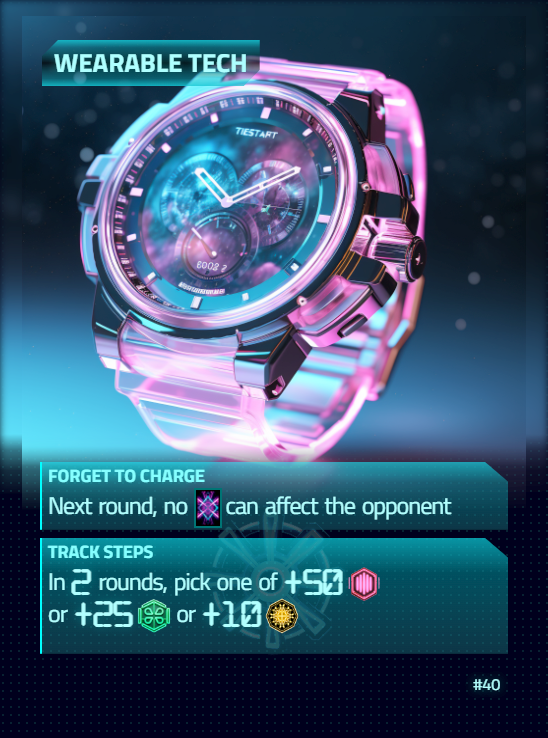 WEARABLE TECH
TIESTAFT
FORGET TO CHARGE
Next round, no can affect the opponent
TRACK STEPS
In 2 rounds, pick one of +50
or +25 or +10
#40